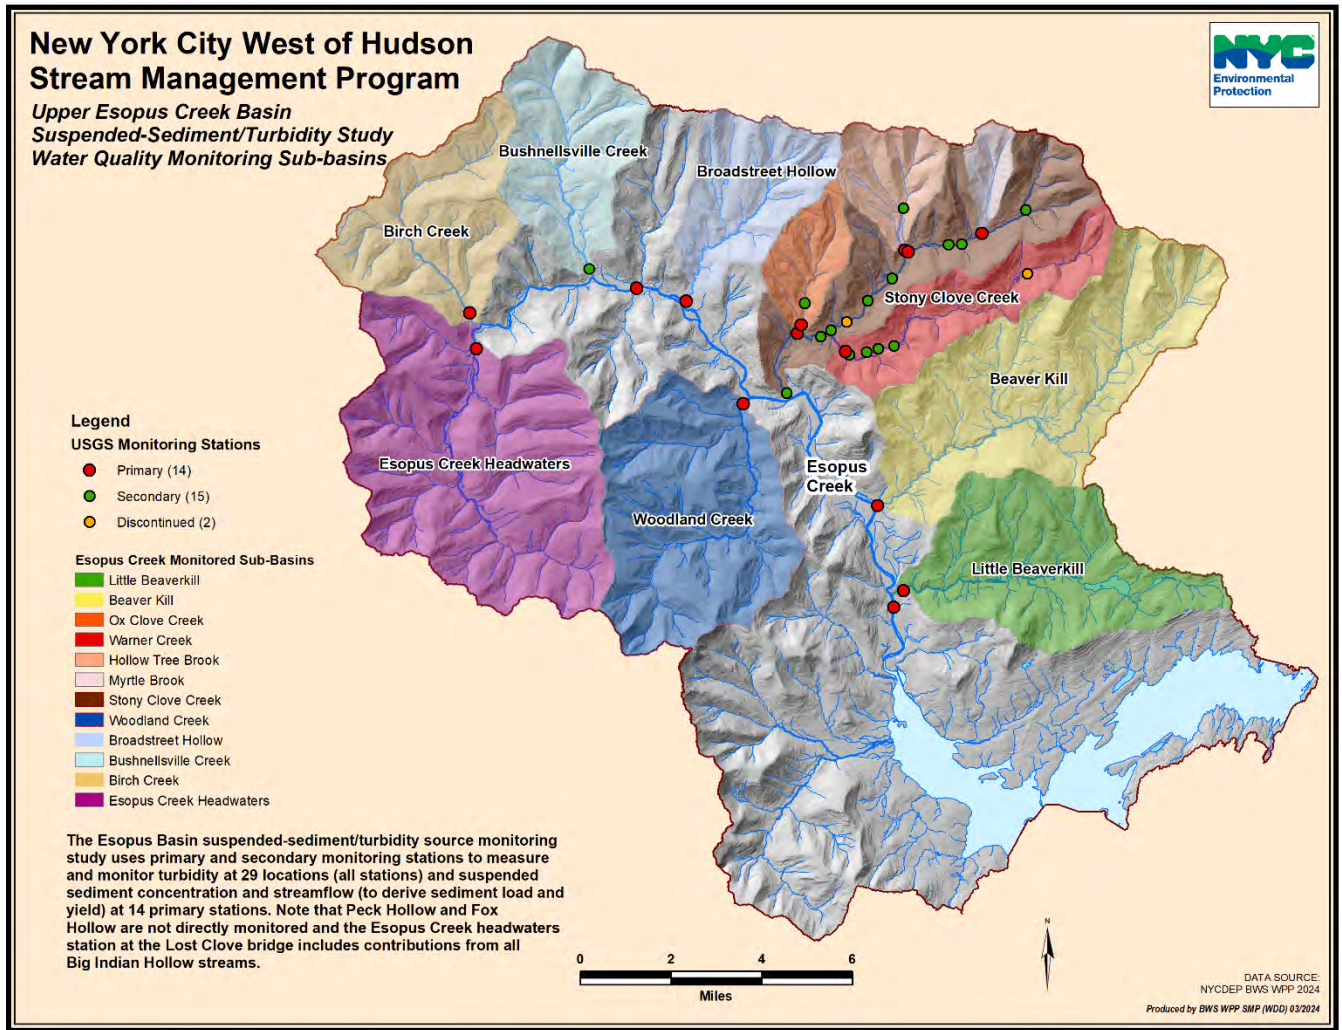 New York City West of Hudson
Stream Management Program
Upper Esopus Creek Basin
Suspended-Sediment/Turbidity Study
Water Quality Monitoring Sub-basins
NYC
Environmental
Protection
Bushnellsville Creek
Broadstreet Hollow
Birch Creek
Stony Clove Creek
Beaver Kill
Esopus Creek Headwaters
Esopus
Creek
Woodland Creek
Little Beaverkill
Legend
USGS Monitoring Stations
Primary (14)
Secondary (15)
Discontinued (2)
Esopus Creek Monitored Sub-Basins
Little Beaverkill
Beaver Kill
Ox Clove Creek
Warner Creek
Hollow Tree Brook
Myrtle Brook
Stony Clove Creek
Woodland Creek
Broadstreet Hollow
Bushnellsville Creek
Birch Creek
Esopus Creek Headwaters
The Esopus Basin suspended-sediment/turbidity source monitoring
study uses primary and secondary monitoring stations to measure
and monitor turbidity at 29 locations (all stations) and suspended
sediment concentration and streamflow (to derive sediment load and
yield) at 14 primary stations. Note that Peck Hollow and Fox
Hollow are not directly monitored and the Esopus Creek headwaters
station at the Lost Clove bridge includes contributions from all
Big Indian Hollow streams.
0 2 4 6
Miles
N
DATA SOURCE:
NYCDEP BWS WPP 2024
Produced by BWS WPP SMP (WDD) 03/2024